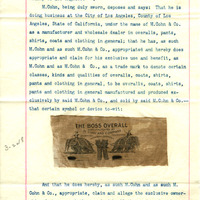 M.Cohn, being duly sworn, deposes and says: That he is
doing business at the City of Los Angeles, County of Los
Angeles, State of California, under the name of M.Cohn & Co.,
as a manufacturer and wholesale dealer in overalls, pants,
shirts, coats and clothing in general; that he has, as such
M.Cohn and as such M.Cohn & Co., appropriated and hereby does
appropriate and claim for his exclusive use and benefit, as
M.Cohn and as M.Cohn & Co., as a trade mark to denote certain
classes, kinds and qualities of overalls, coats, shirts,
pants and clothing in general, to be used on overalls, coats,
shirts, pants and clothing in general and produced manufactured ex-
clusively by said M.Cohn & Co., and sold by said M.Cohn & Co.--
that certain symbol or device to-wit:
THE BOSS OVERALL
And that he does hereby, as such M.Cohn and as such M.
Cohn & Co., appropriate, claim and allege the exclusive owner-